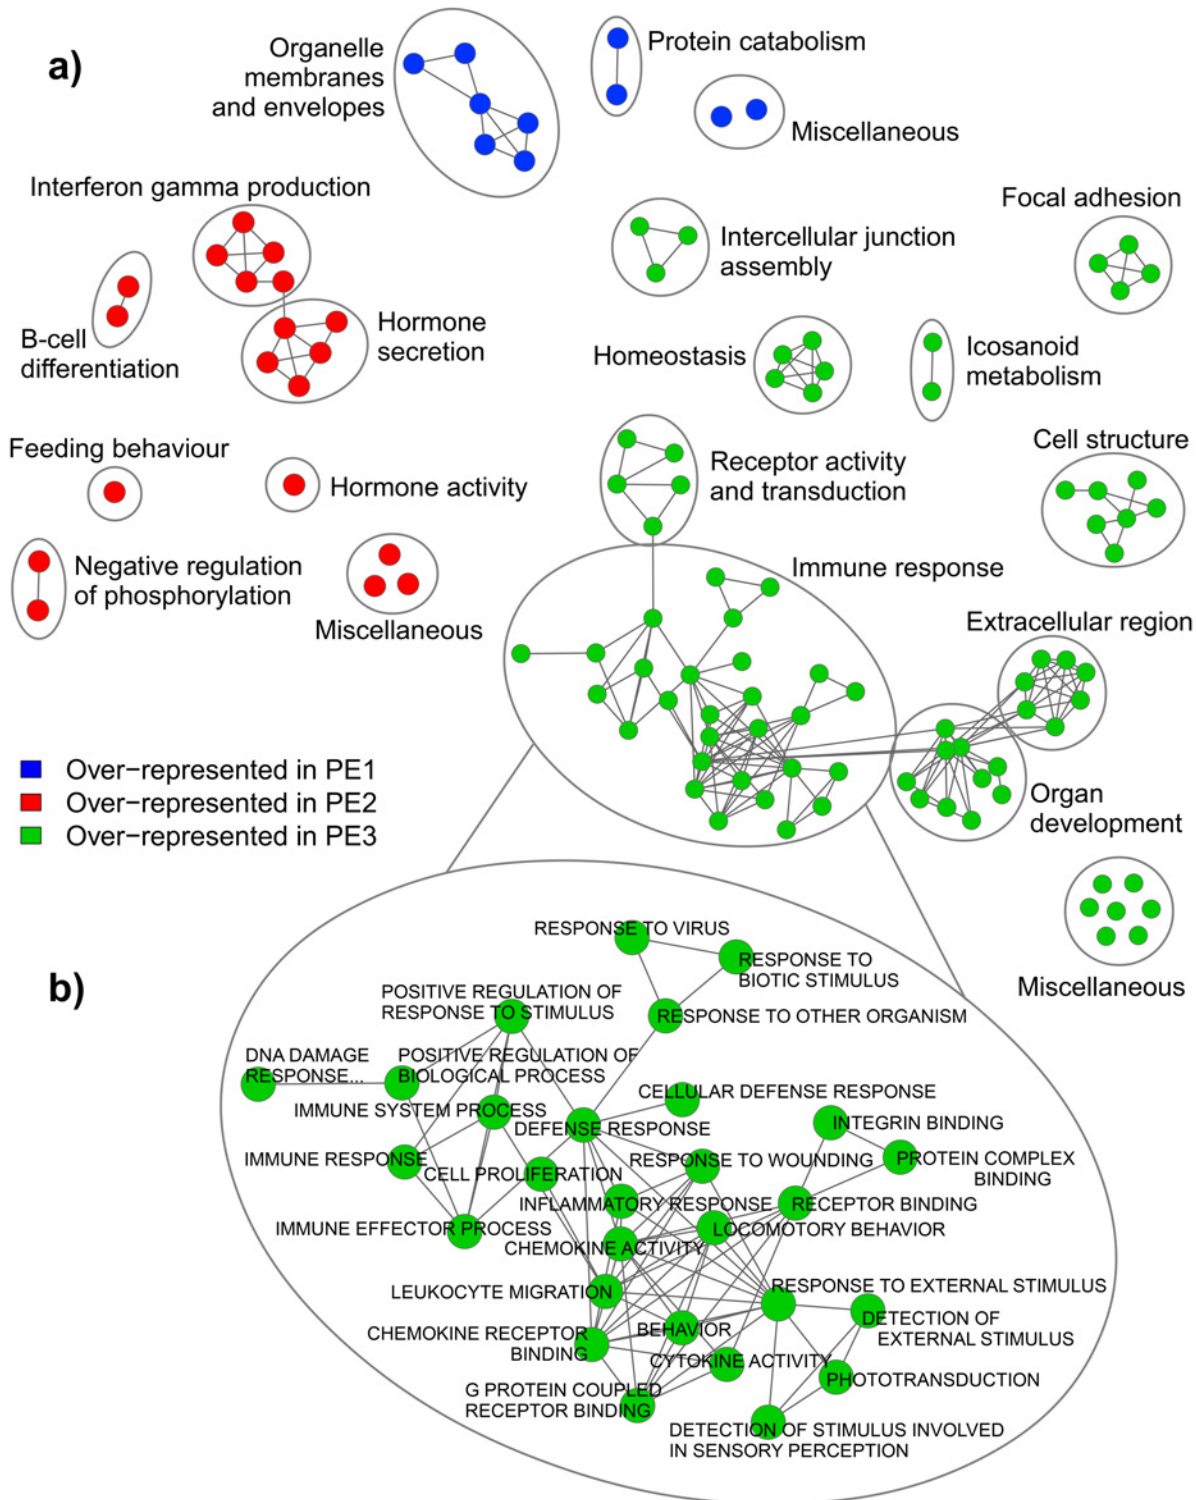 a)
Organelle
membranes
and envelopes
Protein catabolism
Miscellaneous
Interferon gamma production
Focal adhesion
Intercellular junction
assembly
B-cell
differentiation
Hormone
secretion
Homeostasis
Icosanoid
metabolism
Feeding behaviour
Hormone activity
Receptor activity
and transduction
Cell structure
Negative regulation
of phosphorylation
Miscellaneous
Immune response
Extracellular region
Over−represented in PE1
Over−represented in PE2
Over−represented in PE3
Organ
development
Miscellaneous
b)
RESPONSE TO VIRUS
RESPONSE TO
BIOTIC STIMULUS
POSITIVE REGULATION OF
RESPONSE TO STIMULUS
RESPONSE TO OTHER ORGANISM
DNA DAMAGE
RESPONSE...
POSITIVE REGULATION OF
BIOLOGICAL PROCESS
CELLULAR DEFENSE RESPONSE
IMMUNE SYSTEM PROCESS
DEFENSE RESPONSE
INTEGRIN BINDING
IMMUNE RESPONSE
CELL PROLIFERATION
RESPONSE TO WOUNDING
PROTEIN COMPLEX
BINDING
INFLAMMATORY RESPONSE
RECEPTOR BINDING
IMMUNE EFFECTOR PROCESS
LOCOMOTORY BEHAVIOR
CHEMOKINE ACTIVITY
LEUKOCYTE MIGRATION
RESPONSE TO EXTERNAL STIMULUS
CHEMOKINE RECEPTOR
BINDING
BEHAVIOR
DETECTION OF
EXTERNAL STIMULUS
CYTOKINE ACTIVITY
PHOTOTRANSDUCTION
G PROTEIN COUPLED
RECEPTOR BINDING
DETECTION OF STIMULUS INVOLVED
IN SENSORY PERCEPTION